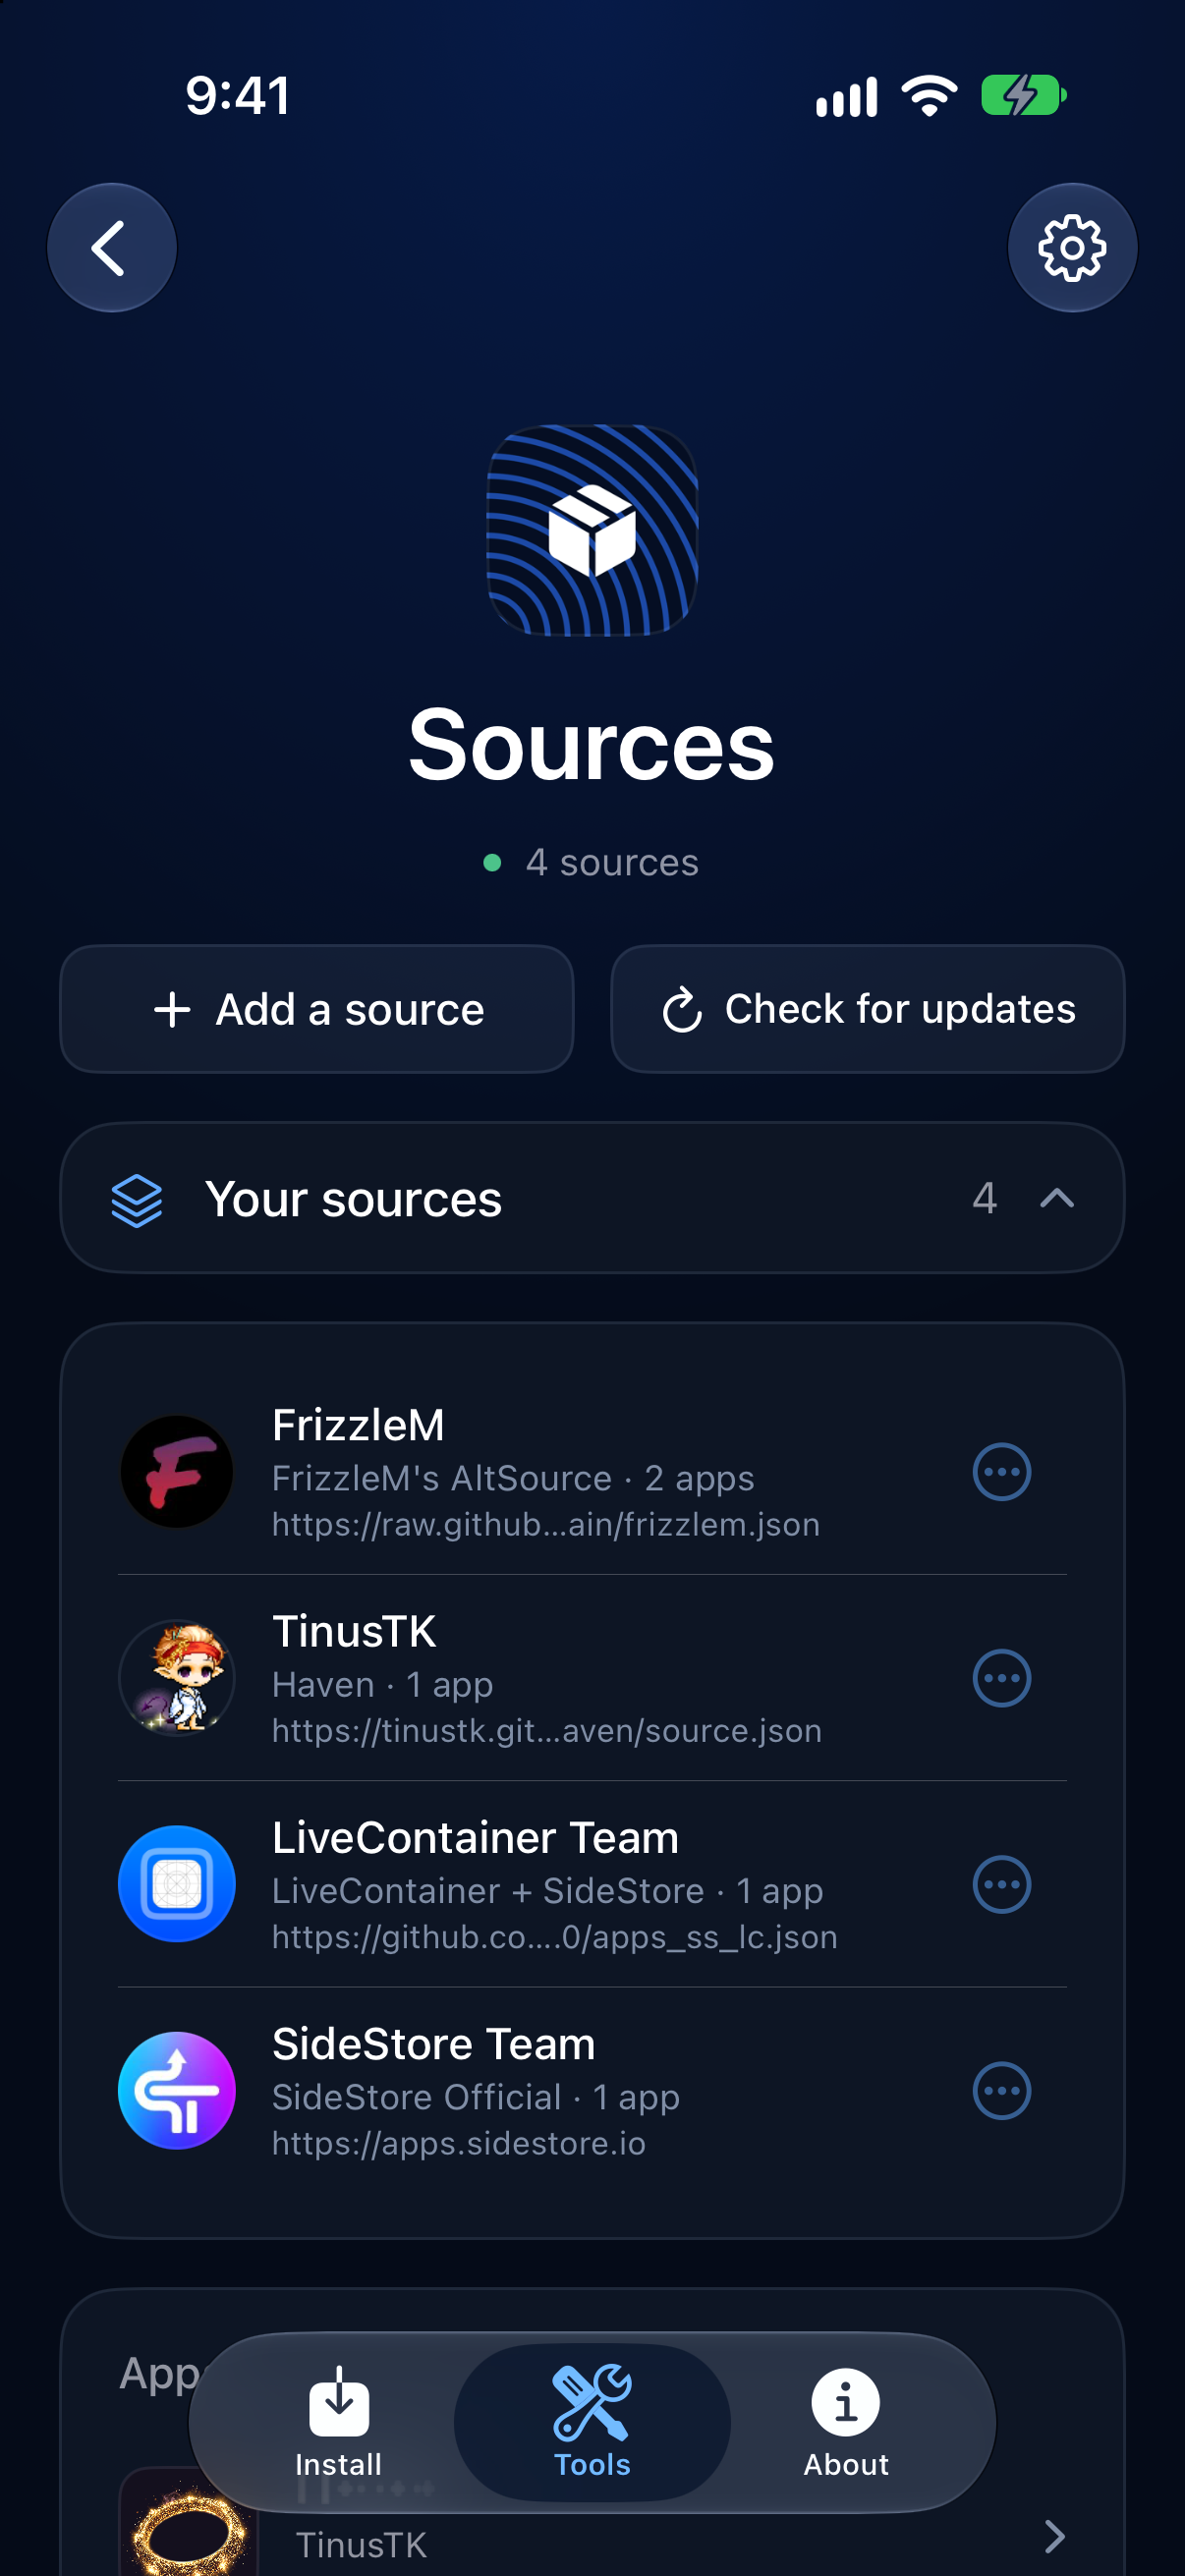 9:41
Sources
4 sources
Add a source
Check for updates
Your sources
4
FrizzleM
FrizzleM's AltSource · 2 apps
https://raw.github...ain/frizzlem.json
TinusTK
Haven · 1 app
https://tinustk.git...aven/source.json
LiveContainer Team
LiveContainer + SideStore · 1 app
https://github.co....0/apps_ss_lc.json
SideStore Team
SideStore Official · 1 app
https://apps.sidestore.io
Install
Tools
About
TinusTK